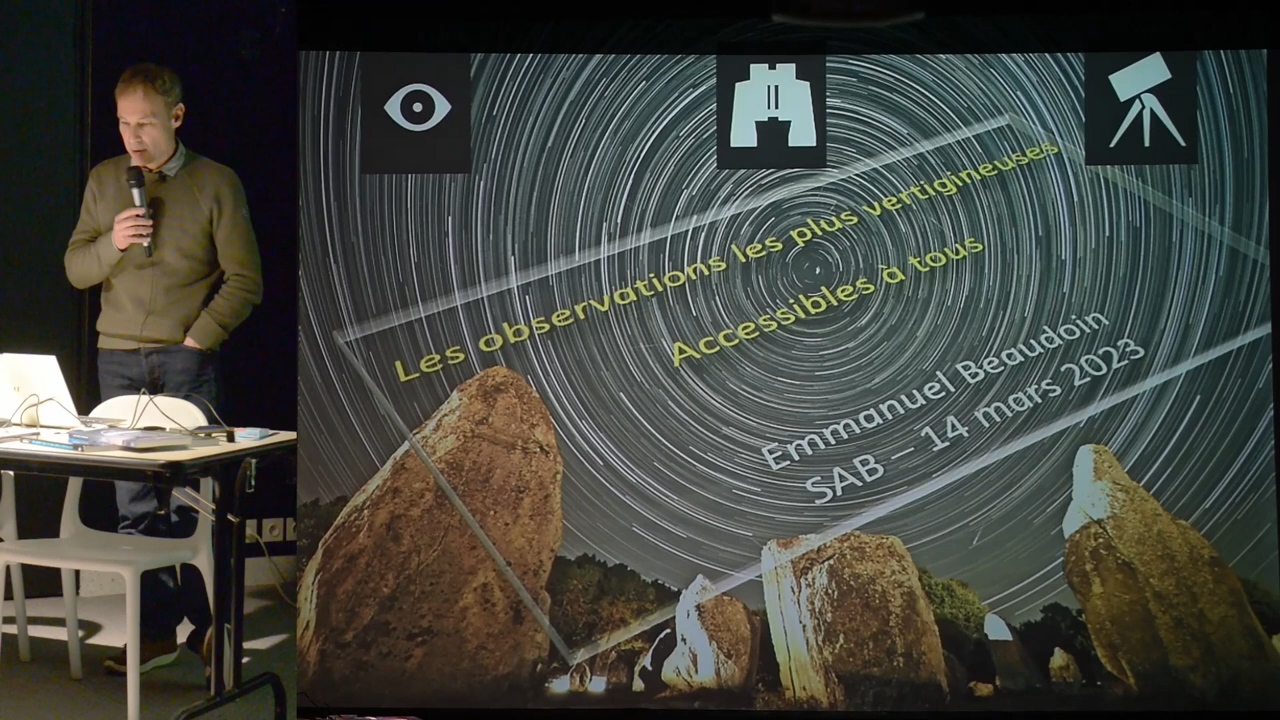 Les observations les plus vertigineuses
Accessibles à tous
Emmanuel Beaudoin
SAB – 14 mars 2023